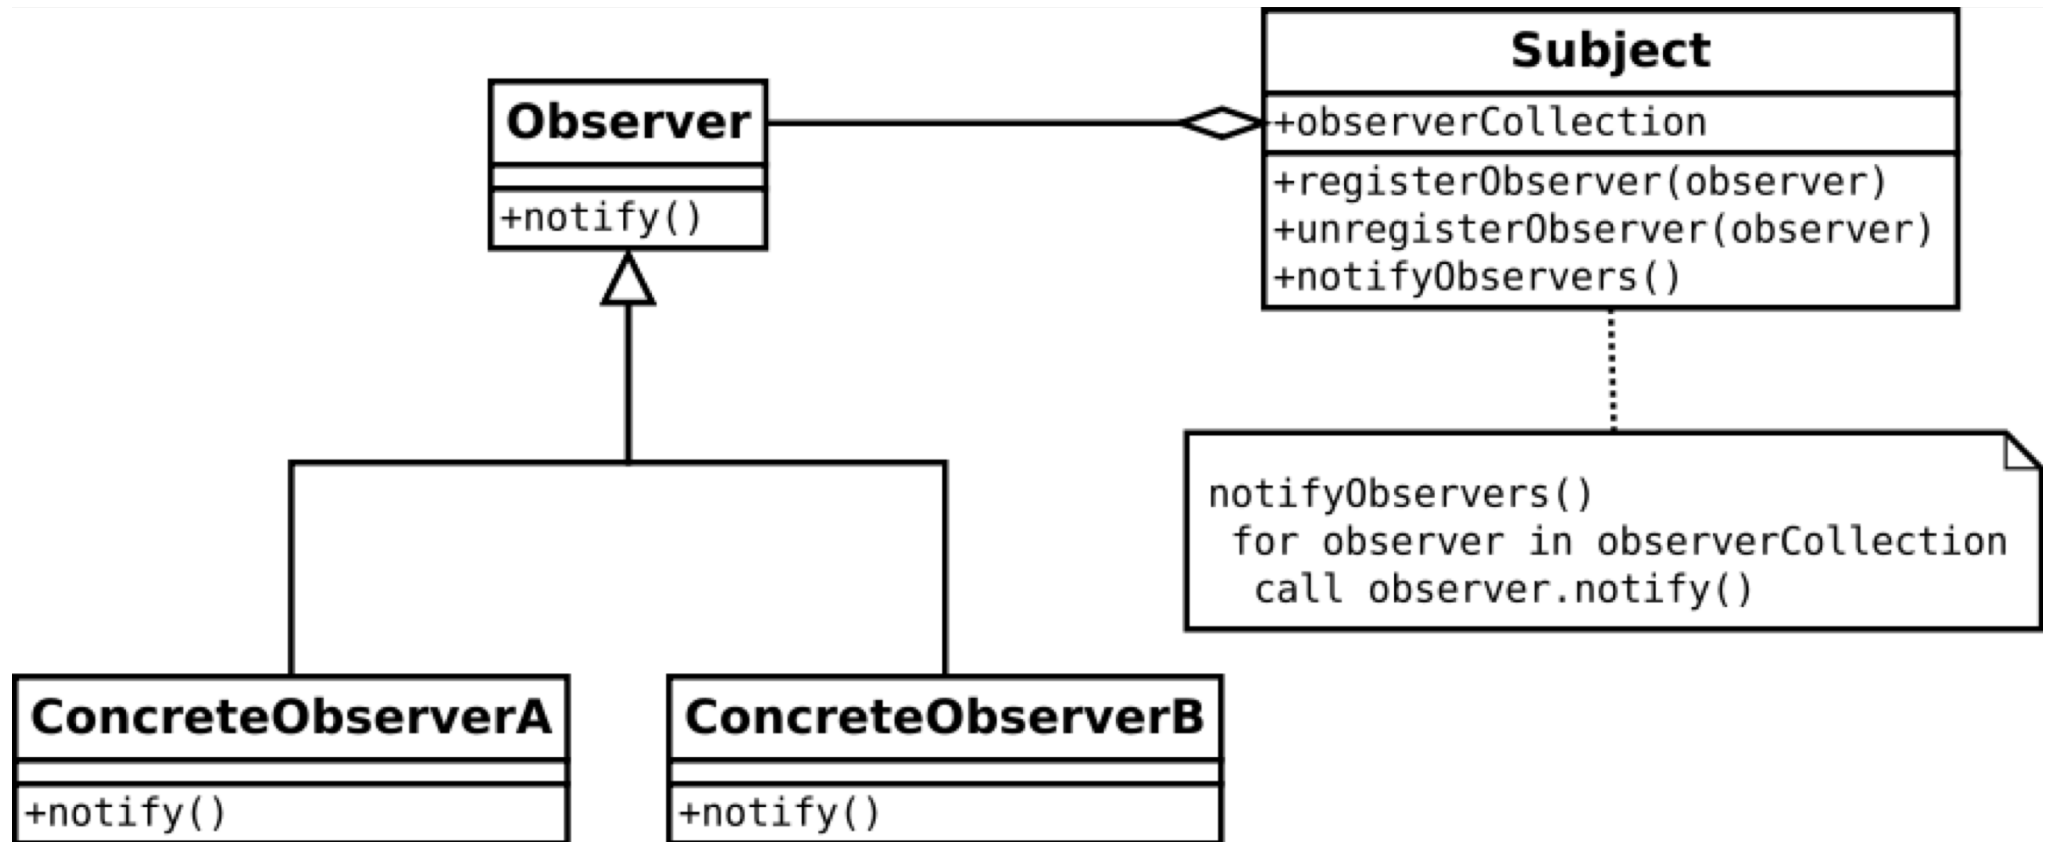 Subject
+observerCollection
+registerObserver(observer)
+unregisterObserver(observer)
+notifyObservers()
Observer
+notify()
notifyObservers()
for observer in observerCollection
call observer.notify()
ConcreteObserverA
+notify()
ConcreteObserverB
+notify()